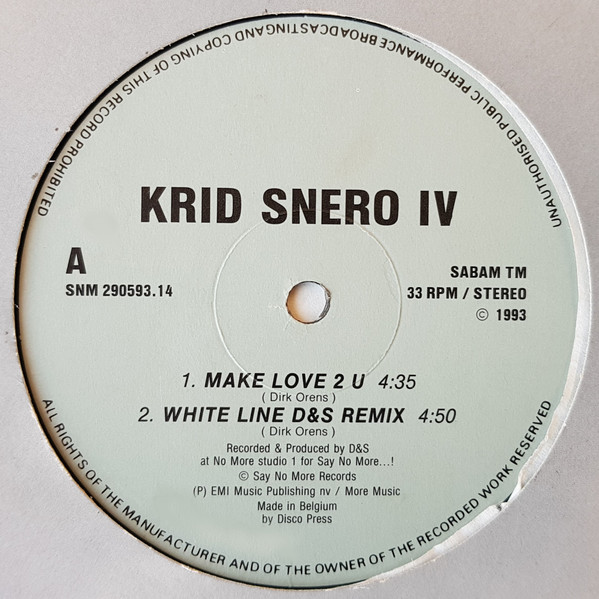 UNAUTHORISED PUBLIC PERFORMANCE BROADCASTING AND COPYING OF THIS RECORD PROHIBITED
KRID SNERO IV
A
SNM 290593.14
SABAM TM
33 RPM / STEREO
© 1993
1. MAKE LOVE 2 U 4:35
( Dirk Orens )
2. WHITE LINE D&S REMIX 4:50
( Dirk Orens )
Recorded & Produced by D&S
at No More studio 1 for Say No More...!
© Say No More Records
(P) EMI Music Publishing nv / More Music
Made in Belgium
by Disco Press
ALL RIGHTS OF THE MANUFACTURER AND OF THE OWNER OF THE RECORDED WORK RESERVED